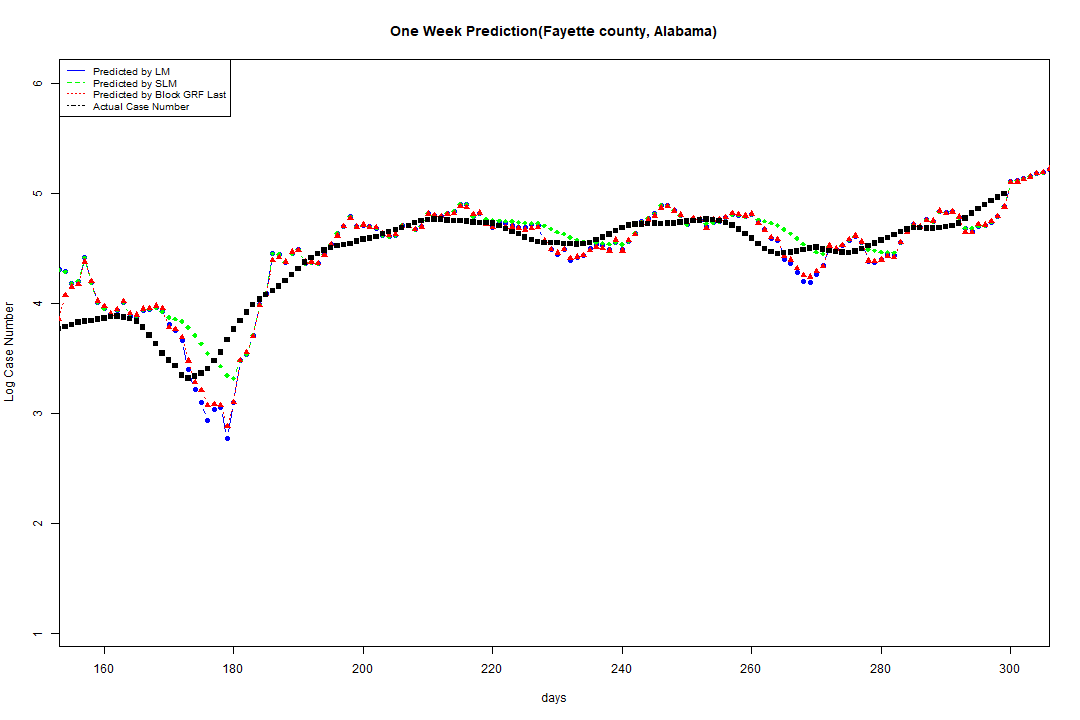 One Week Prediction(Fayette county, Alabama)
Predicted by LM
Predicted by SLM
Predicted by Block GRF Last
Actual Case Number
6
5
4
3
2
1
Log Case Number
160 180 200 220 240 260 280 300
days